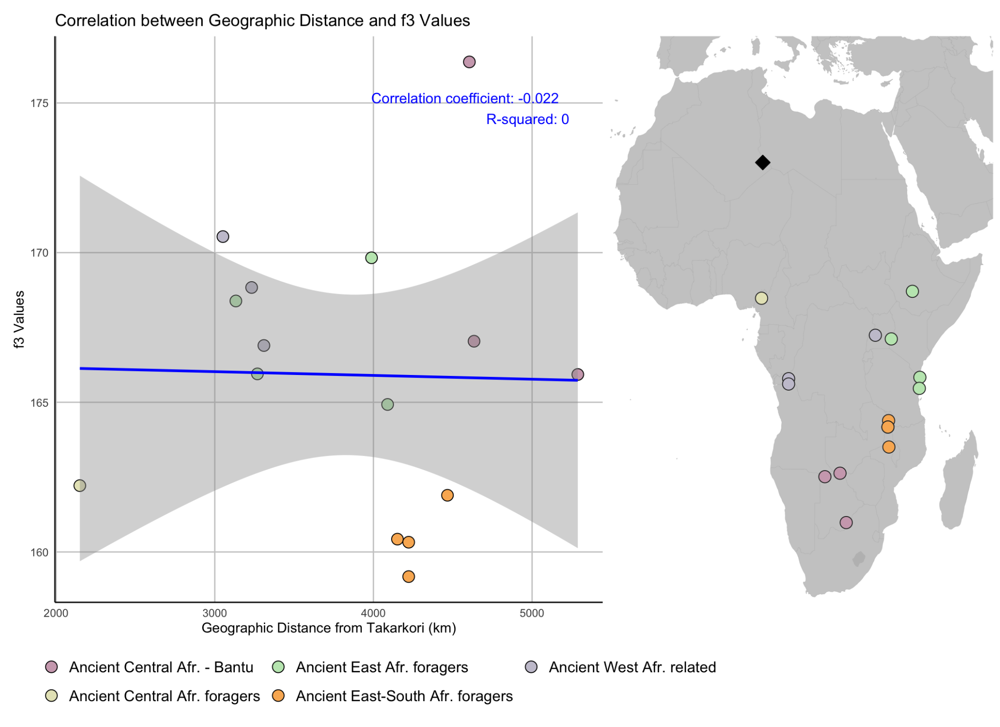 Correlation between Geographic Distance and f3 Values
Correlation coefficient: -0.022
R-squared: 0
f3 Values
175
170
165
160
2000 3000 4000 5000
Geographic Distance from Takarkori (km)
Ancient Central Afr. - Bantu Ancient East Afr. foragers Ancient West Afr. related
Ancient Central Afr. foragers Ancient East-South Afr. foragers